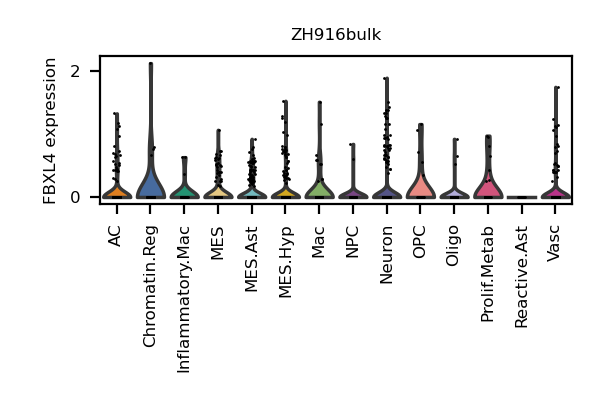 ZH916bulk
FBXL4 expression
2
0
AC
Chromatin.Reg
Inflammatory.Mac
MES
MES.Ast
MES.Hyp
Mac
NPC
Neuron
OPC
Oligo
Prolif.Metab
Reactive.Ast
Vasc